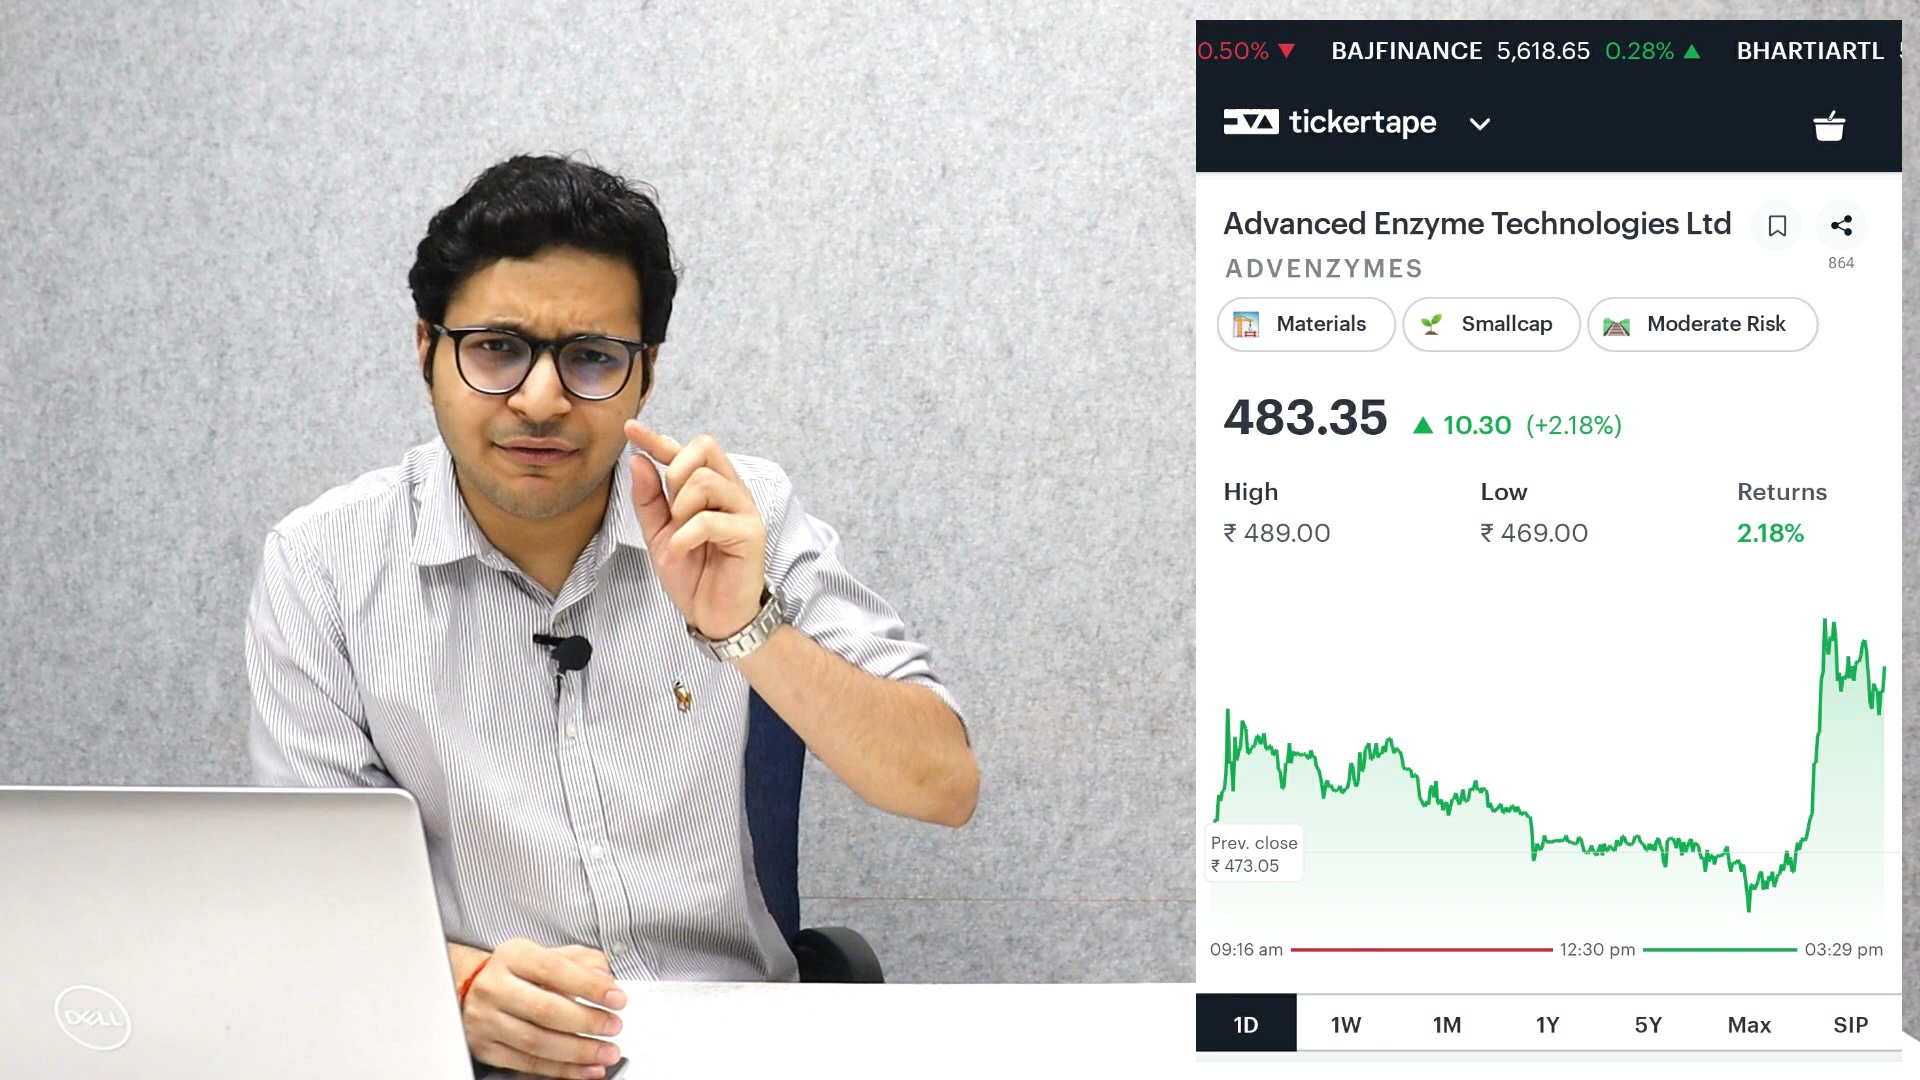 0.50% ▼ BAJFINANCE 5,618.65 0.28% ▲ BHARTIARTL
tickertape
Advanced Enzyme Technologies Ltd
864
ADVENZYMES
Materials Smallcap Moderate Risk
483.35 ▲ 10.30 (+2.18%)
High Low Returns
₹ 489.00 ₹ 469.00 2.18%
Prev. close
₹ 473.05
09:16 am 12:30 pm 03:29 pm
1D 1W 1M 1Y 5Y Max SIP
DELL